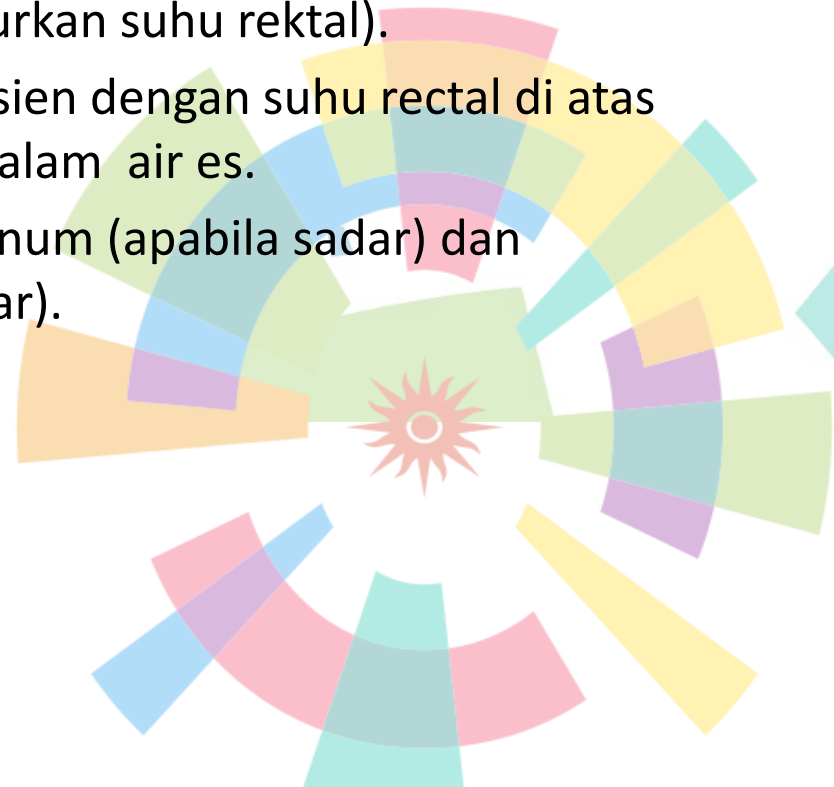 urkan suhu rektal).
sien dengan suhu rectal di atas
alam air es.
num (apabila sadar) dan
ar).